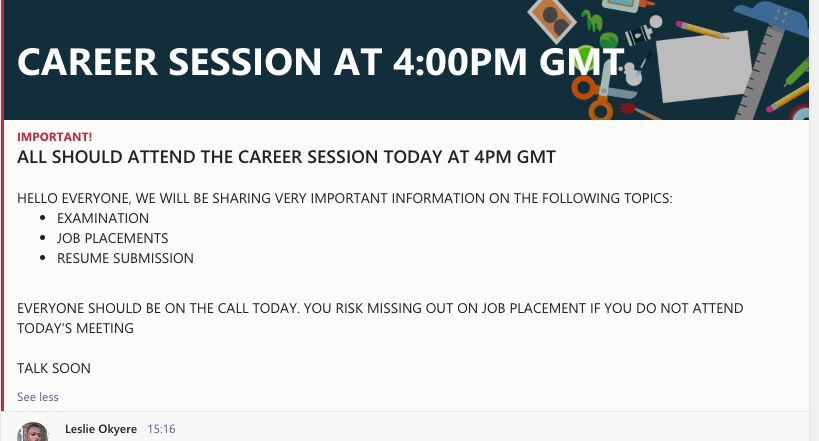 CAREER SESSION AT 4:00PM GMT
IMPORTANT!
ALL SHOULD ATTEND THE CAREER SESSION TODAY AT 4PM GMT
HELLO EVERYONE, WE WILL BE SHARING VERY IMPORTANT INFORMATION ON THE FOLLOWING TOPICS:
• EXAMINATION
• JOB PLACEMENTS
• RESUME SUBMISSION
EVERYONE SHOULD BE ON THE CALL TODAY. YOU RISK MISSING OUT ON JOB PLACEMENT IF YOU DO NOT ATTEND
TODAY'S MEETING
TALK SOON
See less
Leslie Okyere 15:16